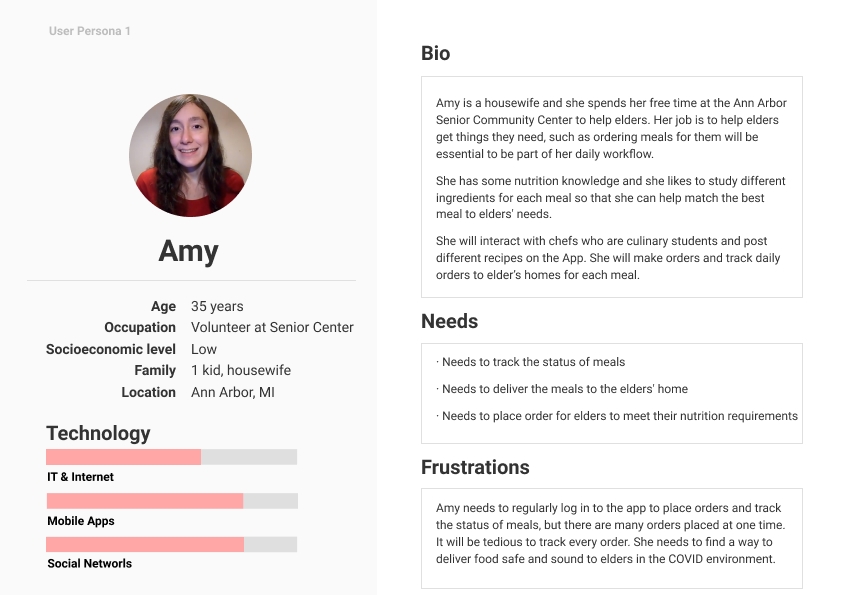 User Persona 1
Amy
Age 35 years
Occupation Volunteer at Senior Center
Socioeconomic level Low
Family 1 kid, housewife
Location Ann Arbor, MI
Technology
IT & Internet
Mobile Apps
Social Networls
Bio
Amy is a housewife and she spends her free time at the Ann Arbor
Senior Community Center to help elders. Her job is to help elders
get things they need, such as ordering meals for them will be
essential to be part of her daily workflow.
She has some nutrition knowledge and she likes to study different
ingredients for each meal so that she can help match the best
meal to elders' needs.
She will interact with chefs who are culinary students and post
different recipes on the App. She will make orders and track daily
orders to elder's homes for each meal.
Needs
· Needs to track the status of meals
· Needs to deliver the meals to the elders' home
· Needs to place order for elders to meet their nutrition requirements
Frustrations
Amy needs to regularly log in to the app to place orders and track
the status of meals, but there are many orders placed at one time.
It will be tedious to track every order. She needs to find a way to
deliver food safe and sound to elders in the COVID environment.